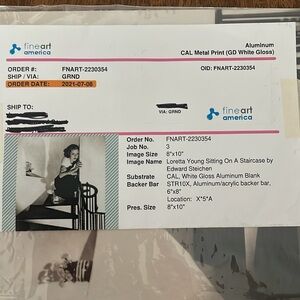 fineart
america
Aluminum
CAL Metal Print (GD White Gloss)
ORDER #: FNART-2230354
OID: FNART-2230354
SHIP / VIA: GRND
ORDER DATE: 2021-07-08
SHIP TO:
VIA: GRND
fineart
america
Order No. FNART-2230354
Job No. 3
Image Size 8"x10"
Image Name Loretta Young Sitting On A Staircase by
Edward Steichen
Substrate CAL, White Gloss Aluminum Blank
Backer Bar STR10X, Aluminum/acrylic backer bar,
6"x8"
Location: X*5*A
Pres. Size 8"x10"